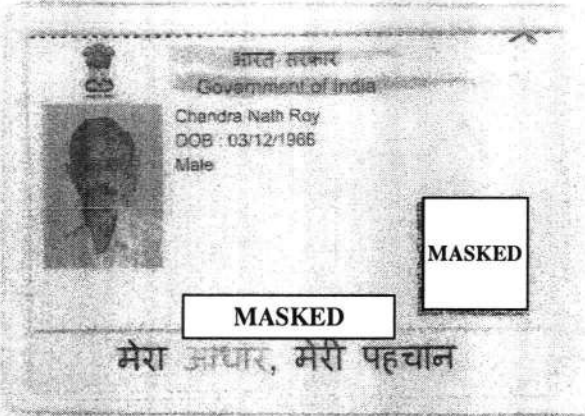 भारत सरकार
Government of India
Chandra Nath Roy
DOB : 03/12/1966
Male
MASKED
MASKED
मेरा आधार, मेरी पहचान